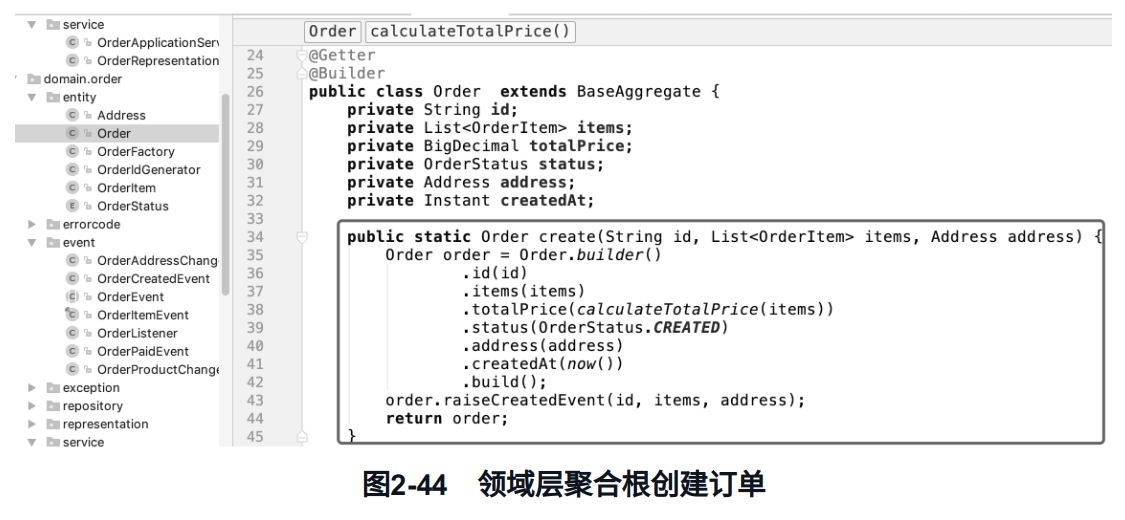 service
OrderApplicationServ
OrderRepresentation
domain.order
entity
Address
Order
OrderFactory
OrderIdGenerator
OrderItem
OrderStatus
errorcode
event
OrderAddressChang
OrderCreatedEvent
OrderEvent
OrderItemEvent
OrderListener
OrderPaidEvent
OrderProductChange
exception
repository
representation
service
Order calculateTotalPrice()
24 @Getter
25 @Builder
26 public class Order  extends BaseAggregate {
27     private String id;
28     private List<OrderItem> items;
29     private BigDecimal totalPrice;
30     private OrderStatus status;
31     private Address address;
32     private Instant createdAt;
33
34     public static Order create(String id, List<OrderItem> items, Address address) {
35         Order order = Order.builder()
36                 .id(id)
37                 .items(items)
38                 .totalPrice(calculateTotalPrice(items))
39                 .status(OrderStatus.CREATED)
40                 .address(address)
41                 .createdAt(now())
42                 .build();
43         order.raiseCreatedEvent(id, items, address);
44         return order;
45     }
图2-44 领域层聚合根创建订单